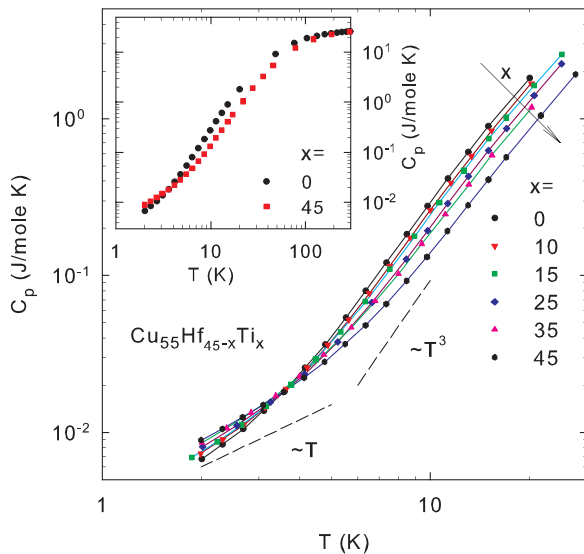 10¹
10⁰
10⁻¹
10⁻²
C_p (J/mole K)
x=
0
45
1
10
100
T (K)
C_p (J/mole K)
10⁰
10⁻¹
10⁻²
x
x=
0
10
15
25
35
45
Cu₅₅Hf₄₅₋ₓTiₓ
~T³
~T
1
10
T (K)